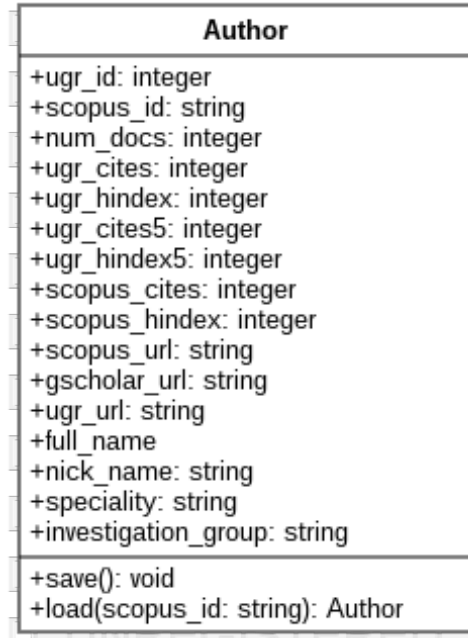 Author
+ugr_id: integer
+scopus_id: string
+num_docs: integer
+ugr_cites: integer
+ugr_hindex: integer
+ugr_cites5: integer
+ugr_hindex5: integer
+scopus_cites: integer
+scopus_hindex: integer
+scopus_url: string
+gscholar_url: string
+ugr_url: string
+full_name
+nick_name: string
+speciality: string
+investigation_group: string
+save(): void
+load(scopus_id: string): Author